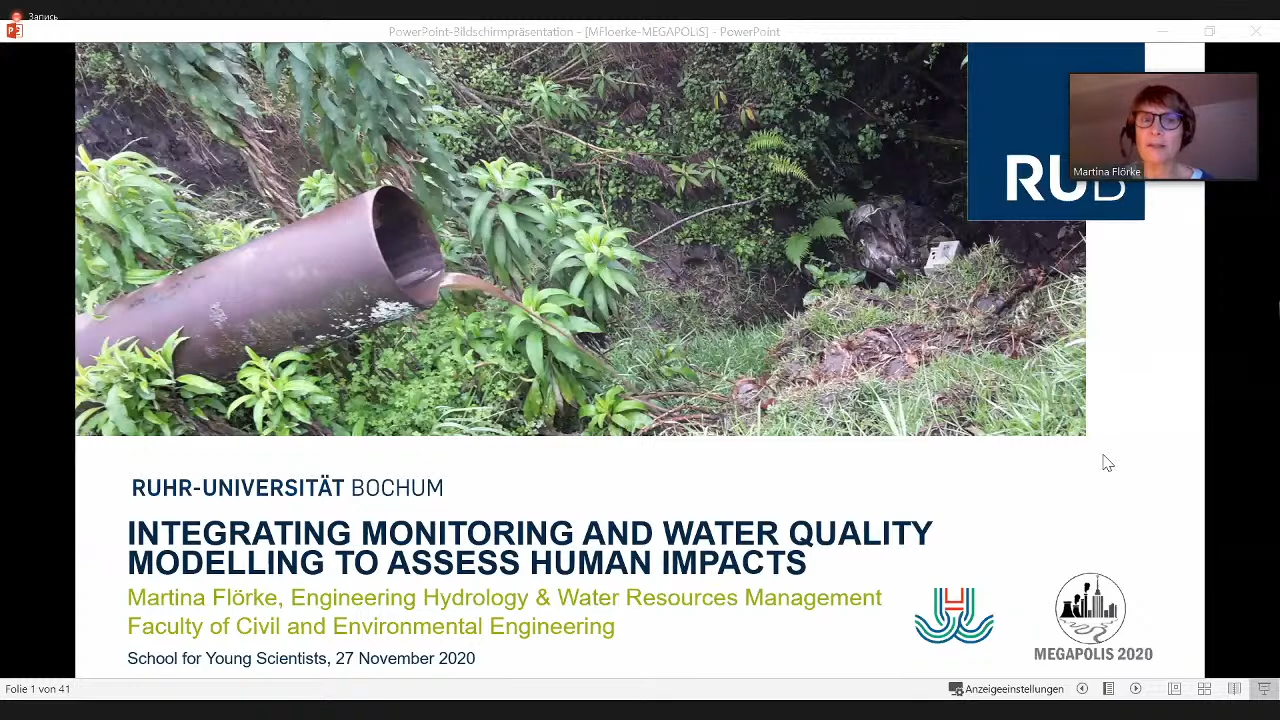 Запись
PowerPoint-Bildschirmpräsentation - [MFloerke-MEGAPOLiS] - PowerPoint
RUB
Martina Flörke
RUHR-UNIVERSITÄT BOCHUM
INTEGRATING MONITORING AND WATER QUALITY
MODELLING TO ASSESS HUMAN IMPACTS
Martina Flörke, Engineering Hydrology & Water Resources Management
Faculty of Civil and Environmental Engineering
School for Young Scientists, 27 November 2020
MEGAPOLIS 2020
Folie 1 von 41
Anzeigeeinstellungen